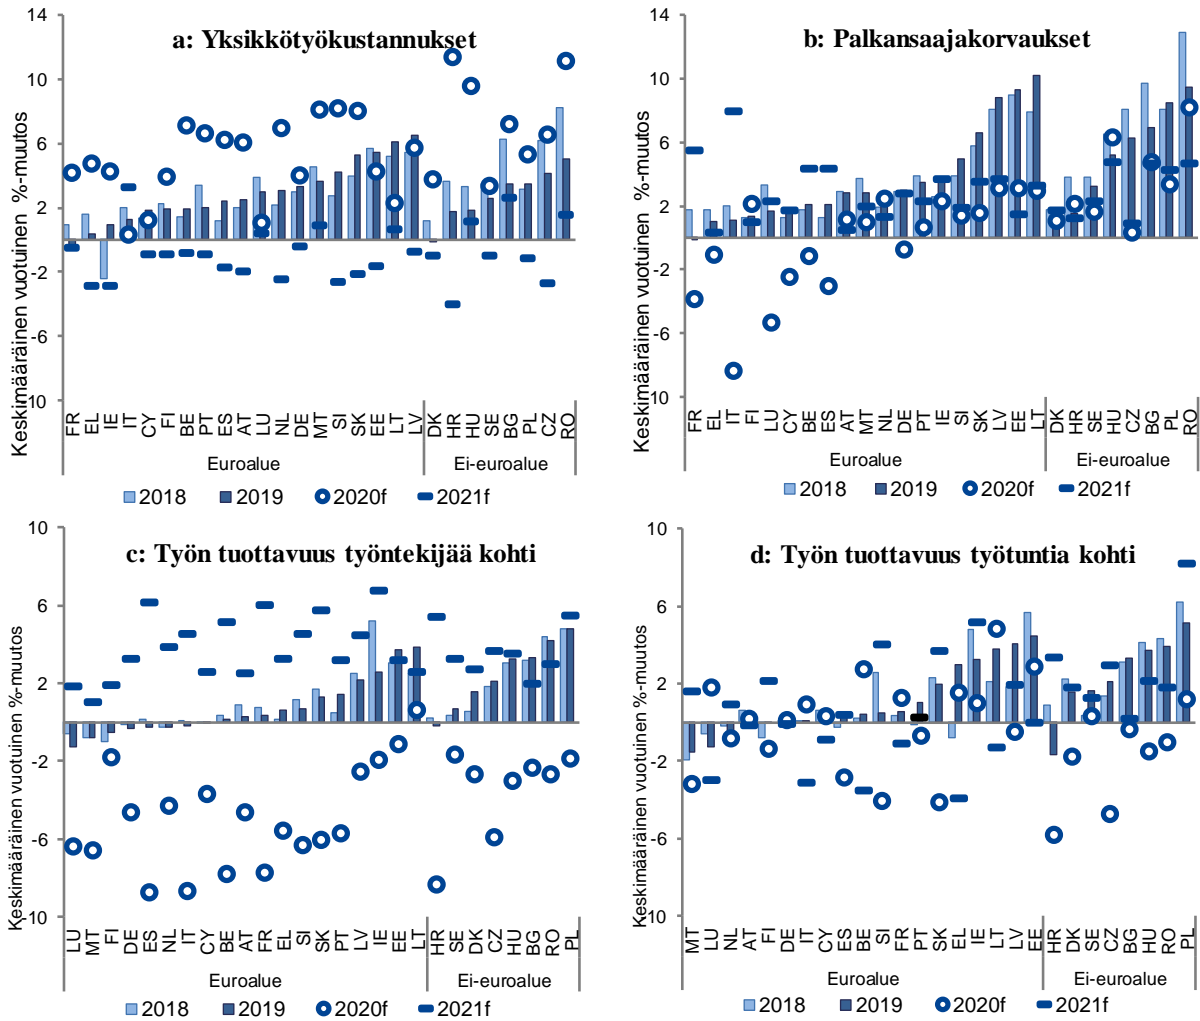 a: Yksikkötyökustannukset
Keskimääräinen vuotuinen %-muutos
14
10
6
2
-2
-6
-10
FR EL IE IT CY FI BE PT ES AT LU NL DE MT SI SK EE LT LV DK HR HU SE BG PL CZ RO
Euroalue Ei-euroalue
2018 2019 2020f 2021f
b: Palkansaajakorvaukset
Keskimääräinen vuotuinen %-muutos
14
10
6
2
-2
-6
-10
FR EL IT FI LU CY BE ES AT MT NL DE PT IE SI SK LV EE LT DK HR SE HU CZ BG PL RO
Euroalue Ei-euroalue
2018 2019 2020f 2021f
c: Työn tuottavuus työntekijää kohti
Keskimääräinen vuotuinen %-muutos
10
6
2
-2
-6
-10
LU MT FI DE ES NL IT CY BE AT FR EL SI SK PT LV IE EE LT HR SE DK CZ HU BG RO PL
Euroalue Ei-euroalue
2018 2019 2020f 2021f
d: Työn tuottavuus työtuntia kohti
Keskimääräinen vuotuinen %-muutos
10
6
2
-2
-6
-10
MT LU NL AT FI DE IT CY ES BE SI FR PT SK EL IE LT LV EE HR DK SE CZ BG HU RO PL
Euroalue Ei-euroalue
2018 2019 2020f 2021f